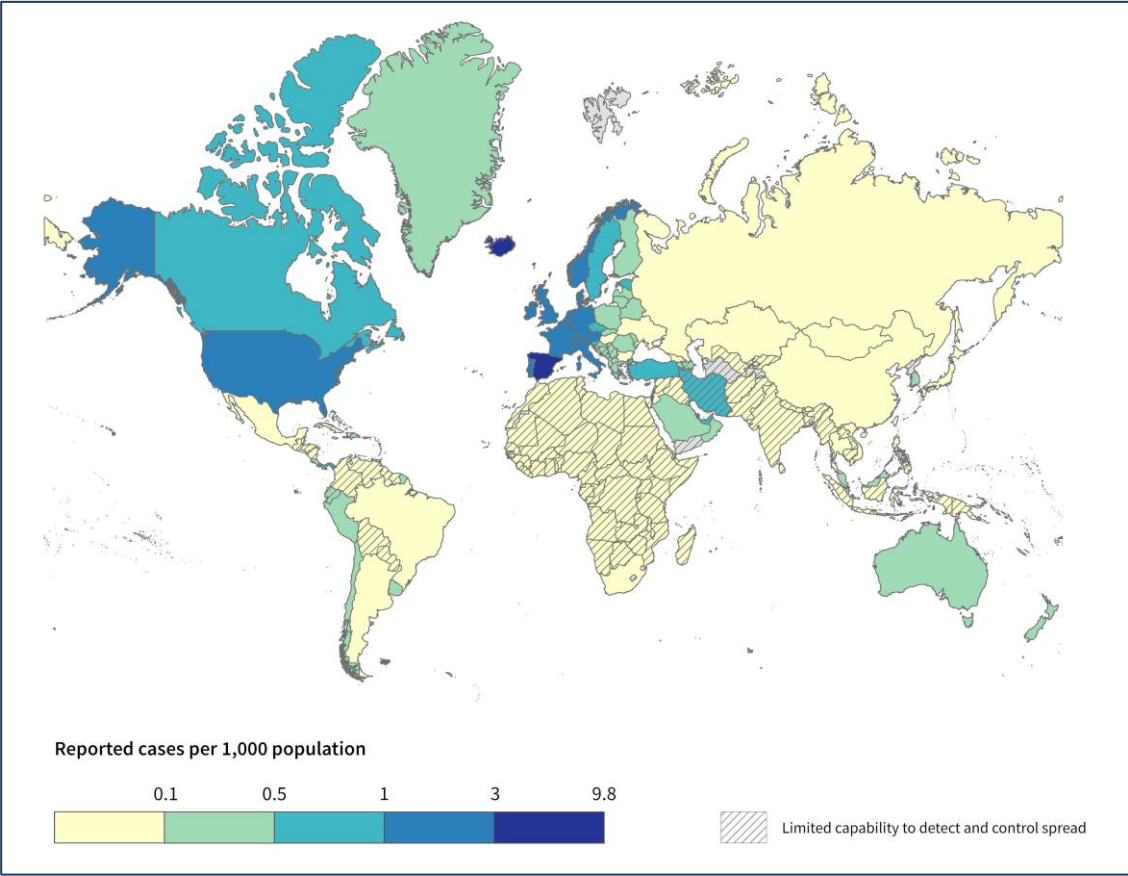 Reported cases per 1,000 population
0.1 0.5 1 3 9.8
Limited capability to detect and control spread